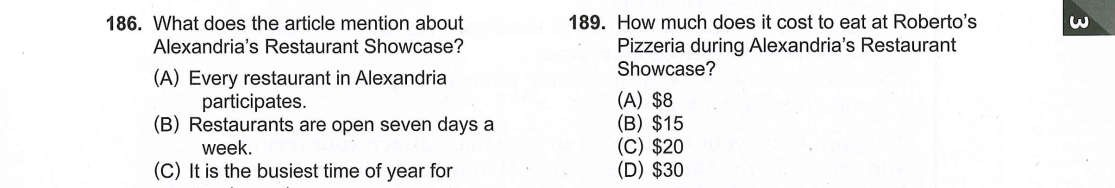 186. What does the article mention about
Alexandria's Restaurant Showcase?
(A) Every restaurant in Alexandria
participates.
(B) Restaurants are open seven days a
week.
(C) It is the busiest time of year for
189. How much does it cost to eat at Roberto's
Pizzeria during Alexandria's Restaurant
Showcase?
(A) $8
(B) $15
(C) $20
(D) $30
3